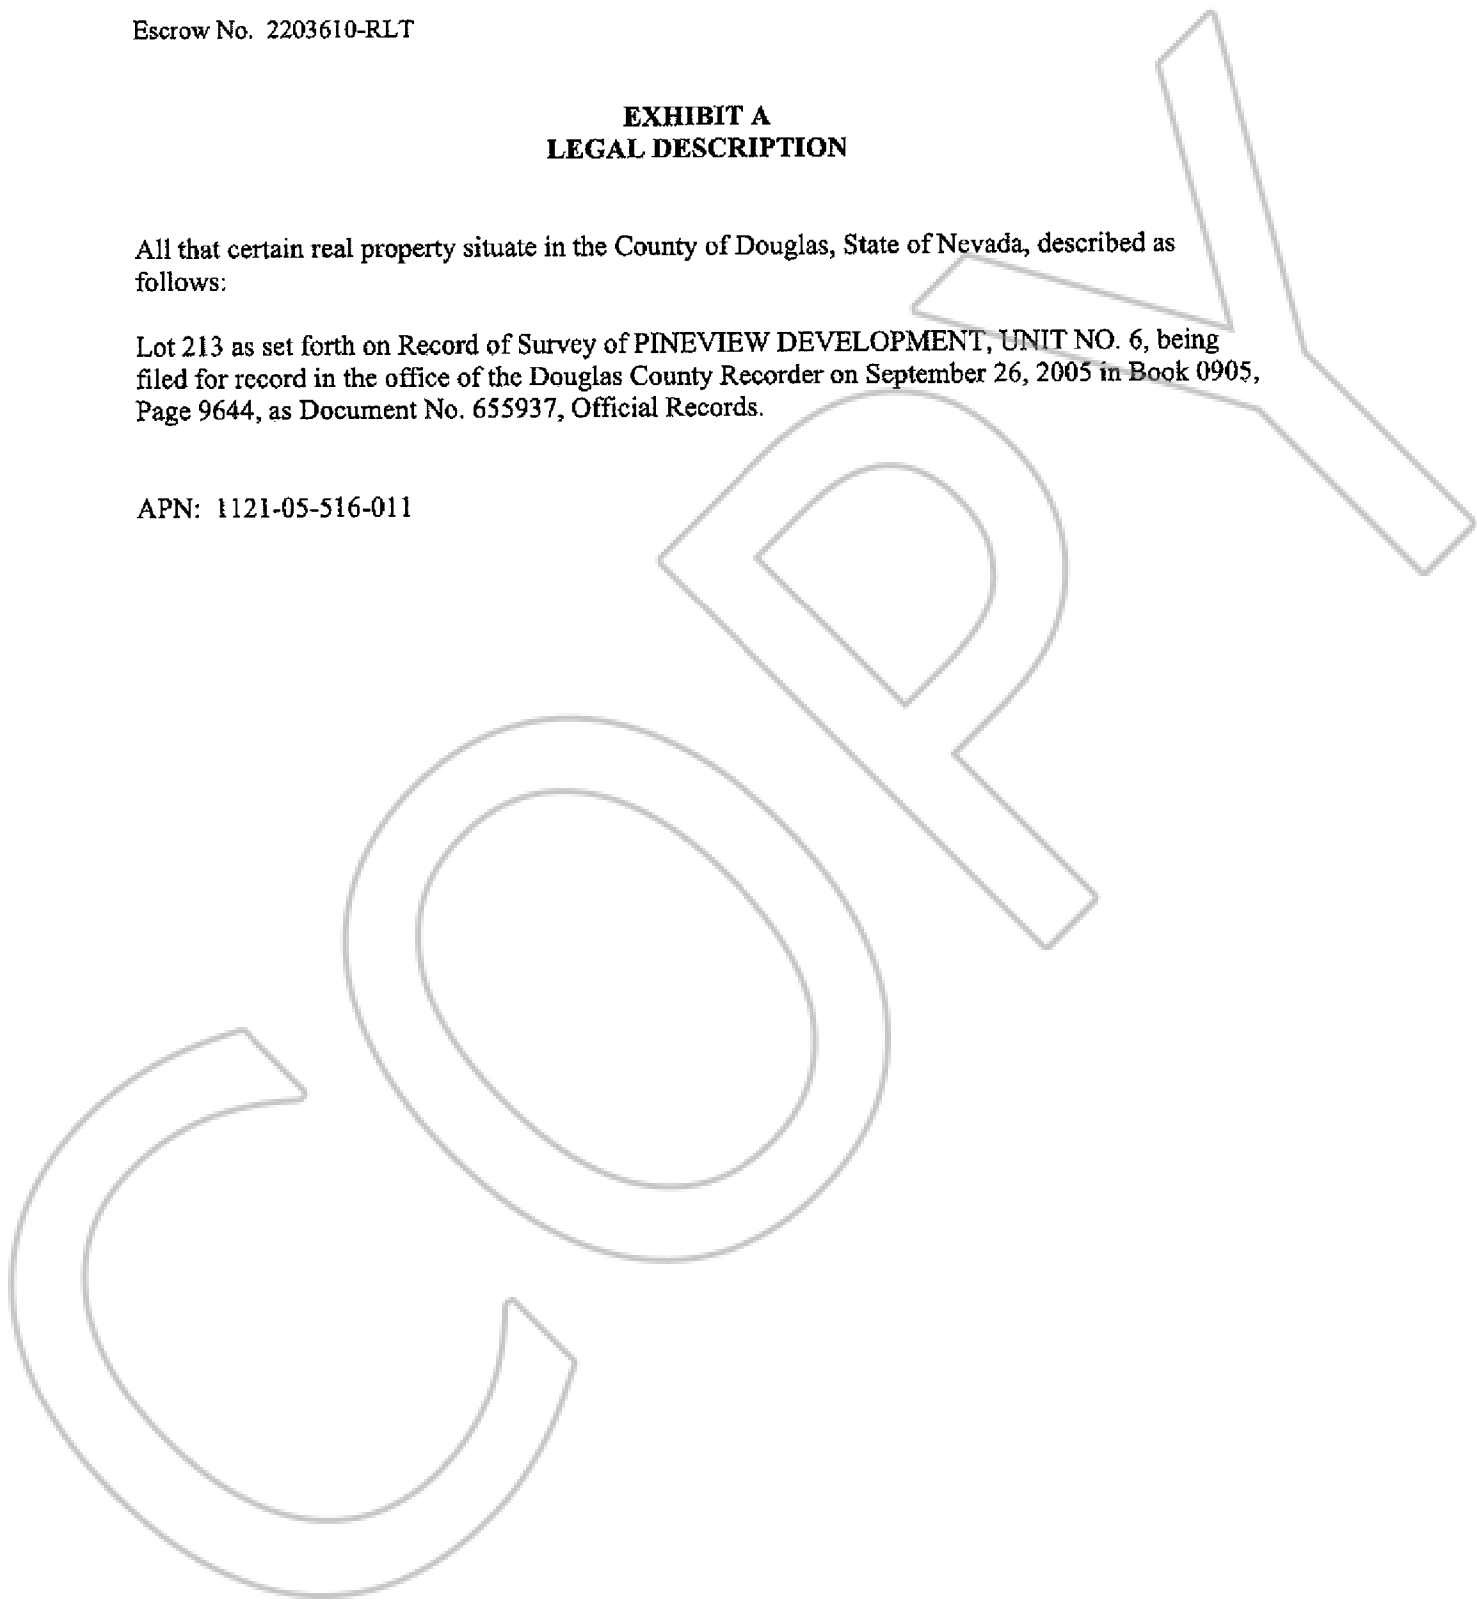 Escrow No. 2203610-RLT
EXHIBIT A
LEGAL DESCRIPTION
All that certain real property situate in the County of Douglas, State of Nevada, described as
follows:
Lot 213 as set forth on Record of Survey of PINEVIEW DEVELOPMENT, UNIT NO. 6, being
filed for record in the office of the Douglas County Recorder on September 26, 2005 in Book 0905,
Page 9644, as Document No. 655937, Official Records.
APN: 1121-05-516-011
COPY